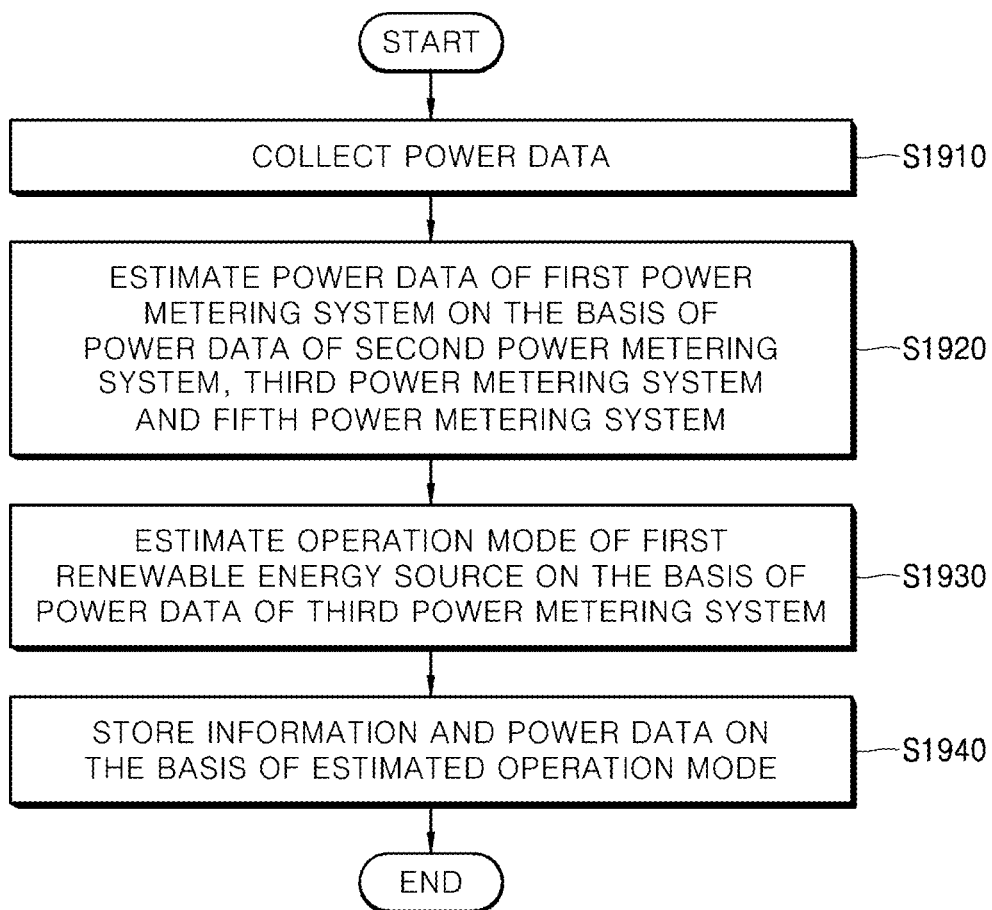 START
COLLECT POWER DATA
S1910
ESTIMATE POWER DATA OF FIRST POWER
METERING SYSTEM ON THE BASIS OF
POWER DATA OF SECOND POWER METERING
SYSTEM, THIRD POWER METERING SYSTEM
AND FIFTH POWER METERING SYSTEM
S1920
ESTIMATE OPERATION MODE OF FIRST
RENEWABLE ENERGY SOURCE ON THE BASIS OF
POWER DATA OF THIRD POWER METERING SYSTEM
S1930
STORE INFORMATION AND POWER DATA ON
THE BASIS OF ESTIMATED OPERATION MODE
S1940
END